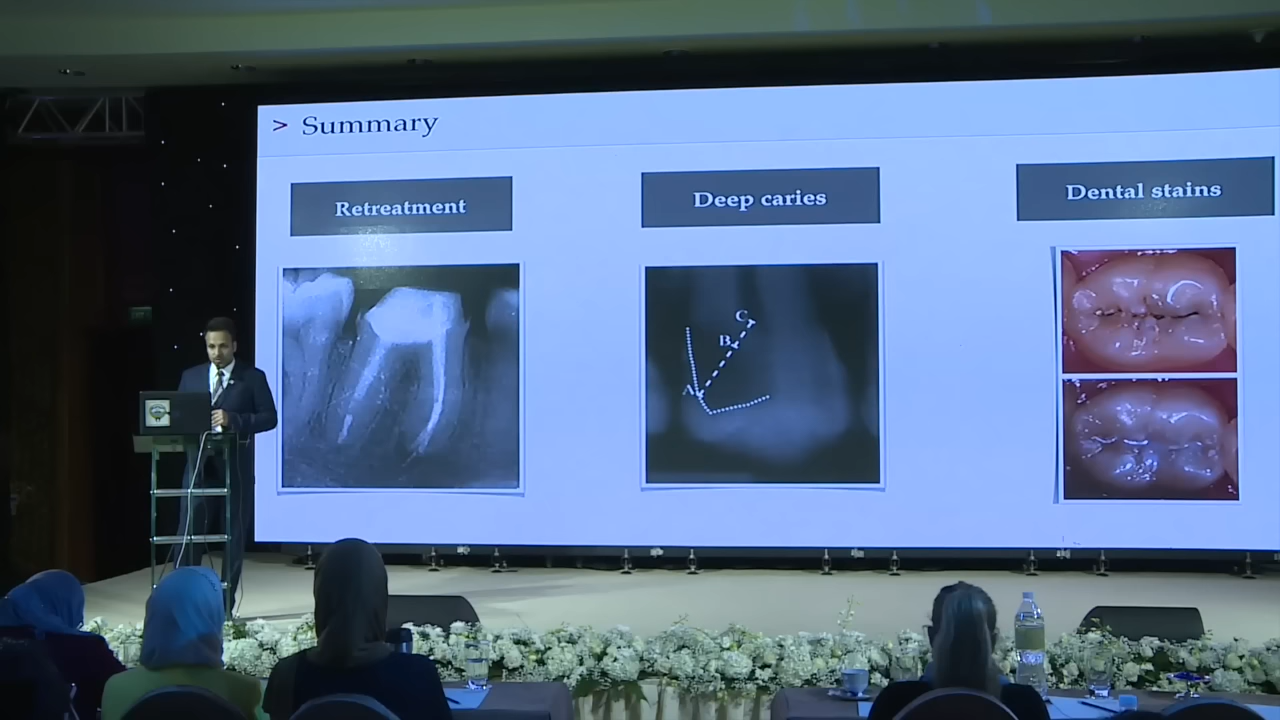 > Summary
Retreatment
Deep caries
Dental stains
C
B
A